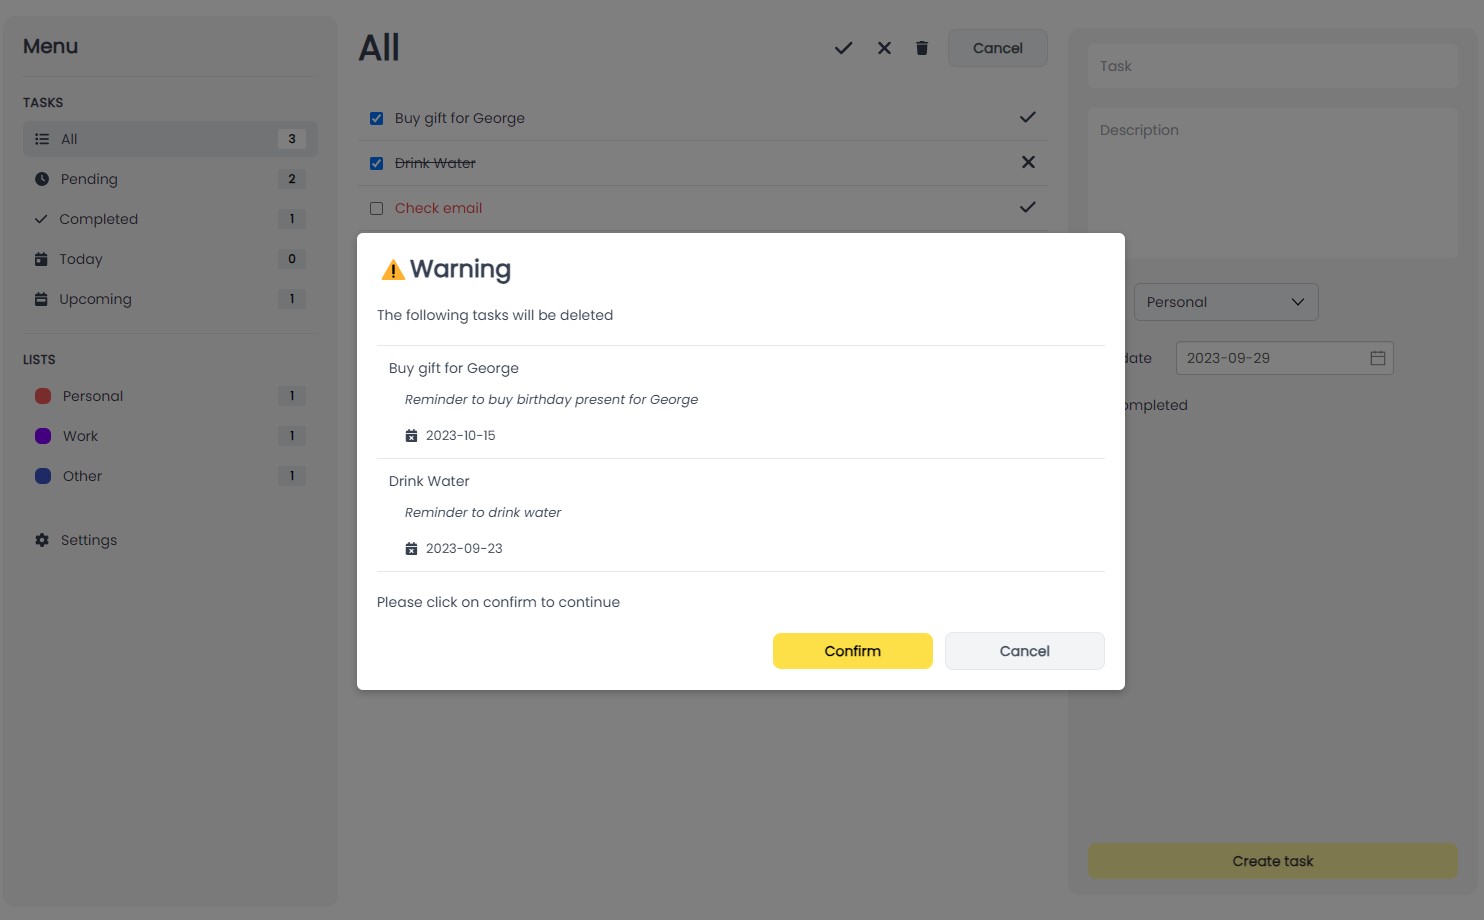 Menu
TASKS
All 3
Pending 2
Completed 1
Today 0
Upcoming 1
LISTS
Personal 1
Work 1
Other 1
Settings
All
Cancel
Buy gift for George
Drink Water
Check email
Warning
The following tasks will be deleted
Buy gift for George
Reminder to buy birthday present for George
2023-10-15
Drink Water
Reminder to drink water
2023-09-23
Please click on confirm to continue
Confirm Cancel
Task
Description
Personal
date 2023-09-29
ompleted
Create task